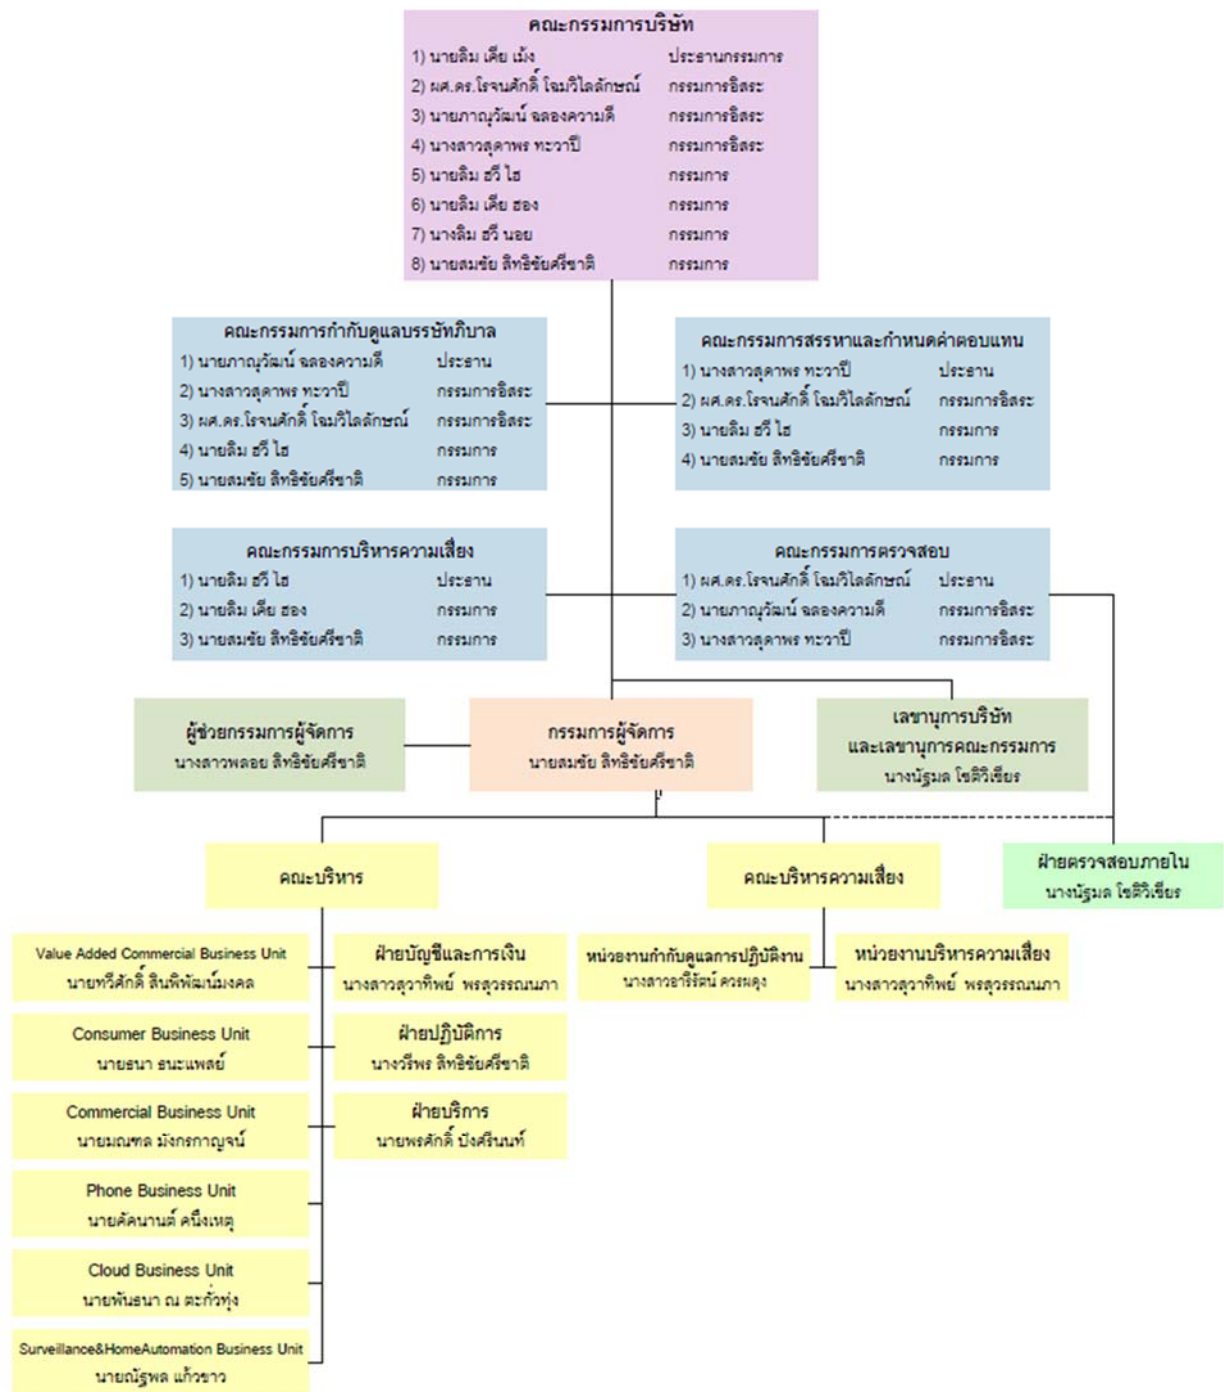 คณะกรรมการบริษัท
1) นายลิม เคีย เม้ง ประธานกรรมการ
2) ผศ.ดร.โรจนศักดิ์ โฉมวิไลลักษณ์ กรรมการอิสระ
3) นายภาณุวัฒน์ ฉลองความดี กรรมการอิสระ
4) นางสาวสุดาพร ทะวาปี กรรมการอิสระ
5) นายลิม ฮวี ไฮ กรรมการ
6) นายลิม เคีย ฮอง กรรมการ
7) นางลิม ฮวี นอย กรรมการ
8) นายสมชัย สิทธิชัยศรีชาติ กรรมการ
คณะกรรมการกำกับดูแลบรรษัทภิบาล
1) นายภาณุวัฒน์ ฉลองความดี ประธาน
2) นางสาวสุดาพร ทะวาปี กรรมการอิสระ
3) ผศ.ดร.โรจนศักดิ์ โฉมวิไลลักษณ์ กรรมการอิสระ
4) นายลิม ฮวี ไฮ กรรมการ
5) นายสมชัย สิทธิชัยศรีชาติ กรรมการ
คณะกรรมการสรรหาและกำหนดค่าตอบแทน
1) นางสาวสุดาพร ทะวาปี ประธาน
2) ผศ.ดร.โรจนศักดิ์ โฉมวิไลลักษณ์ กรรมการอิสระ
3) นายลิม ฮวี ไฮ กรรมการ
4) นายสมชัย สิทธิชัยศรีชาติ กรรมการ
คณะกรรมการบริหารความเสี่ยง
1) นายลิม ฮวี ไฮ ประธาน
2) นายลิม เคีย ฮอง กรรมการ
3) นายสมชัย สิทธิชัยศรีชาติ กรรมการ
คณะกรรมการตรวจสอบ
1) ผศ.ดร.โรจนศักดิ์ โฉมวิไลลักษณ์ ประธาน
2) นายภาณุวัฒน์ ฉลองความดี กรรมการอิสระ
3) นางสาวสุดาพร ทะวาปี กรรมการอิสระ
ผู้ช่วยกรรมการผู้จัดการ
นางสาวพลอย สิทธิชัยศรีชาติ
กรรมการผู้จัดการ
นายสมชัย สิทธิชัยศรีชาติ
เลขานุการบริษัท
และเลขานุการคณะกรรมการ
นางนัฐมล โชติวิเชียร
คณะบริหาร
คณะบริหารความเสี่ยง
ฝ่ายตรวจสอบภายใน
นางนัฐมล โชติวิเชียร
Value Added Commercial Business Unit
นายทวีศักดิ์ สินพิพัฒน์มงคล
ฝ่ายบัญชีและการเงิน
นางสาวสุวาทิพย์ พรสุวรรณนภา
หน่วยงานกำกับดูแลการปฏิบัติงาน
นางสาวอารีรัตน์ ควรผดุง
หน่วยงานบริหารความเสี่ยง
นางสาวสุวาทิพย์ พรสุวรรณนภา
Consumer Business Unit
นายธนา ธนะแพสย์
ฝ่ายปฏิบัติการ
นางวรีพร สิทธิชัยศรีชาติ
Commercial Business Unit
นายมณฑล มังกรกาญจน์
ฝ่ายบริการ
นายพรศักดิ์ ปังศรีนนท์
Phone Business Unit
นายคัคนานต์ คนึงเหตุ
Cloud Business Unit
นายพันธนา ณ ตะกั่วทุ่ง
Surveillance&HomeAutomation Business Unit
นายณัฐพล แก้วขาว